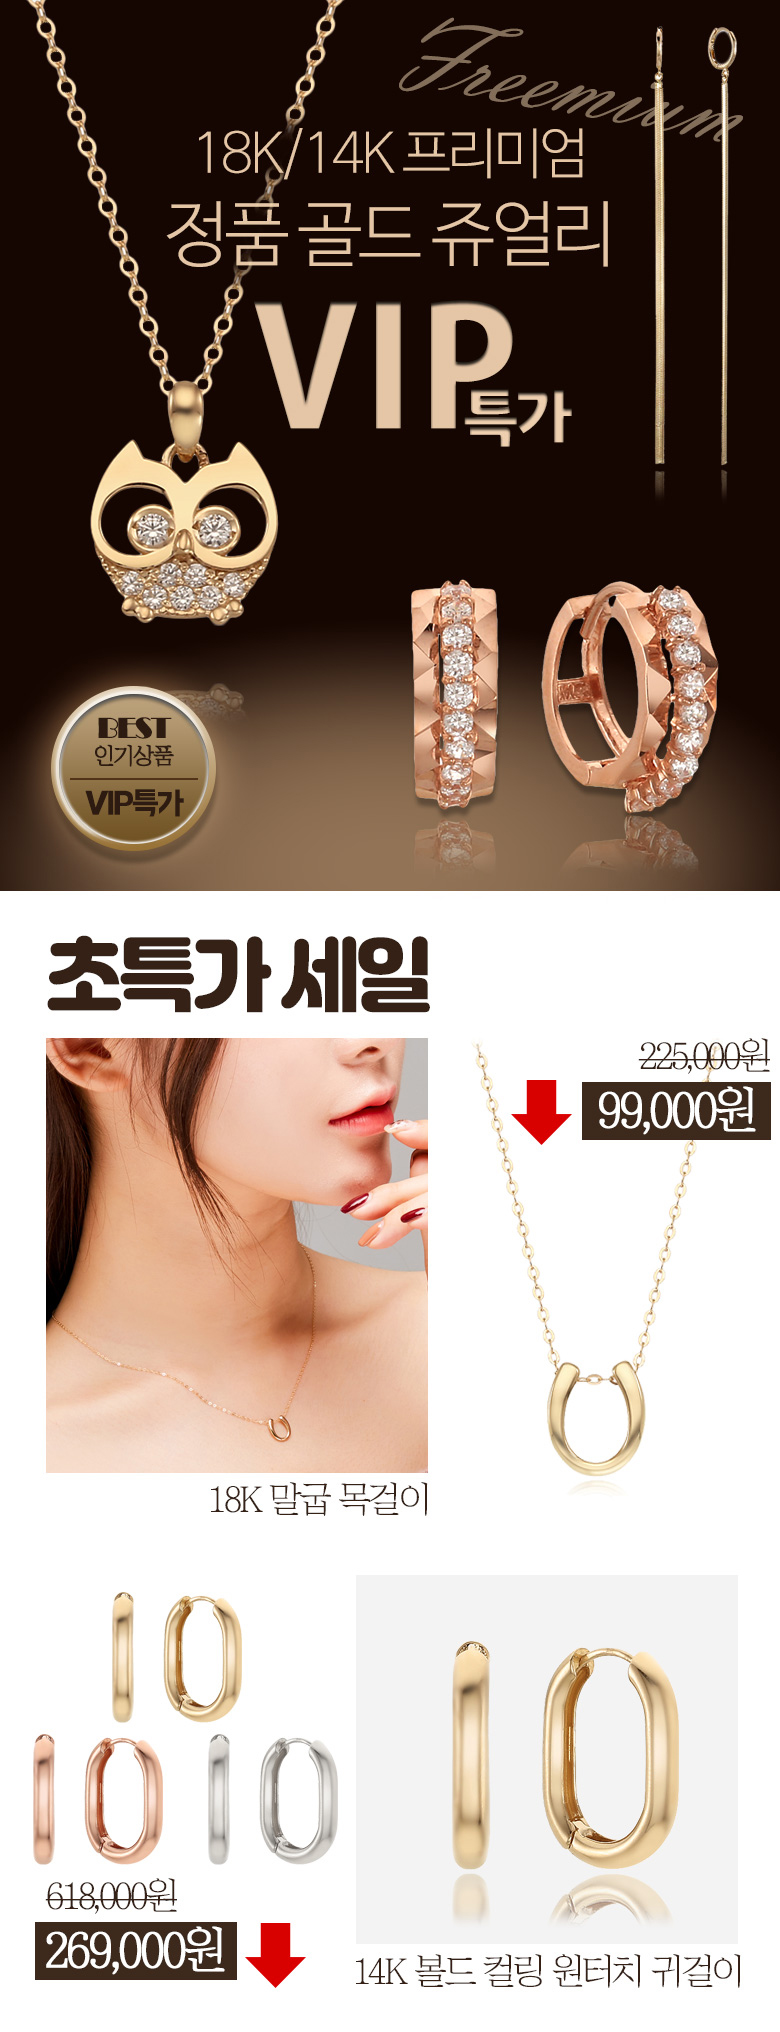 Freemium
18K/14K 프리미엄
정품 골드 쥬얼리
VIP
특가
BEST
인기상품
VIP특가
초특가 세일
225,000원
99,000원
18K 말굽 목걸이
618,000원
269,000원
14K 볼드 컬링 원터치 귀걸이